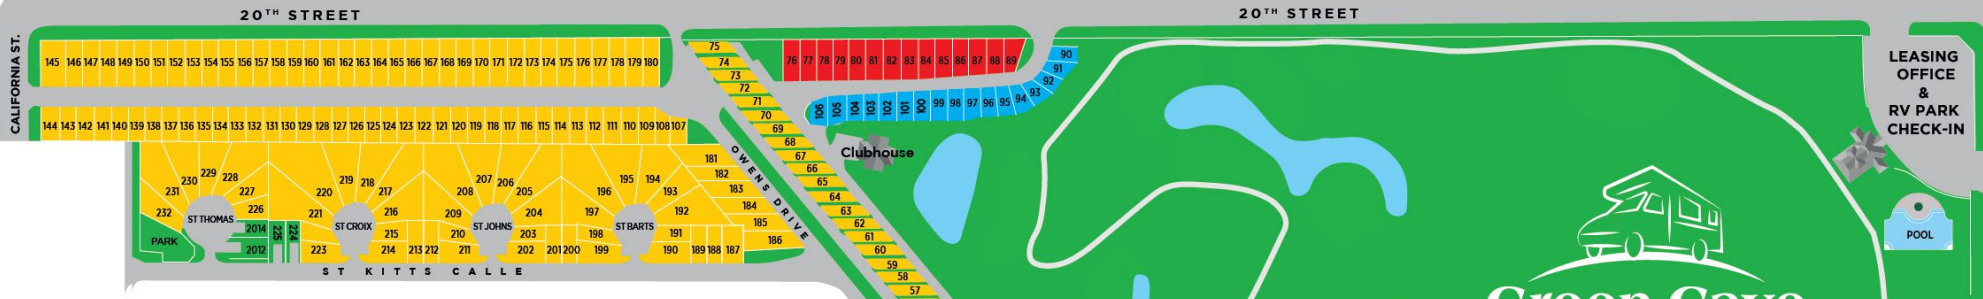 20TH STREET
20TH STREET
CALIFORNIA ST.
145 146 147 148 149 150 151 152 153 154 155 156 157 158 159 160 161 162 163 164 165 166 167 168 169 170 171 172 173 174 175 176 177 178 179 180
144 143 142 141 140 139 138 137 136 135 134 133 132 131 130 129 128 127 126 125 124 123 122 121 120 119 118 117 116 115 114 113 112 111 110 109 108 107
75
74
73
72
71
70
69
68
67
66
65
64
63
62
61
60
59
58
57
76 77 78 79 80 81 82 83 84 85 86 87 88 89
90
91
92
93
106 105 104 103 102 101 100 99 98 97 96 95 94
Clubhouse
OWENS DRIVE
181
182
183
184
185
186
232 231 230 229 228 227 226
ST THOMAS
2014
2012
225 224
PARK
223 221 220 219 218 217 216 215 214
ST CROIX
213 212
211 210 209 208 207 206 205 204 203 202
ST JOHNS
201 200
199 198 197 196 195 194 193 192 191 190
ST BARTS
189 188 187
ST KITTS CALLE
LEASING
OFFICE
&
RV PARK
CHECK-IN
POOL
Green Cove